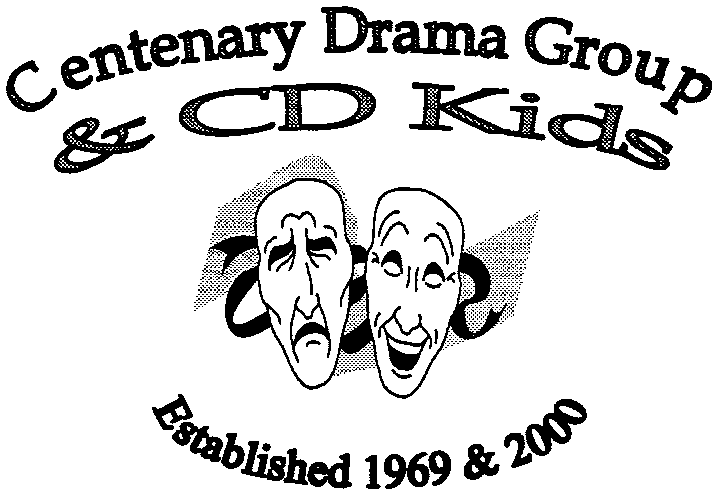 Centenary Drama Group
& CD Kids
Established 1969 & 2000